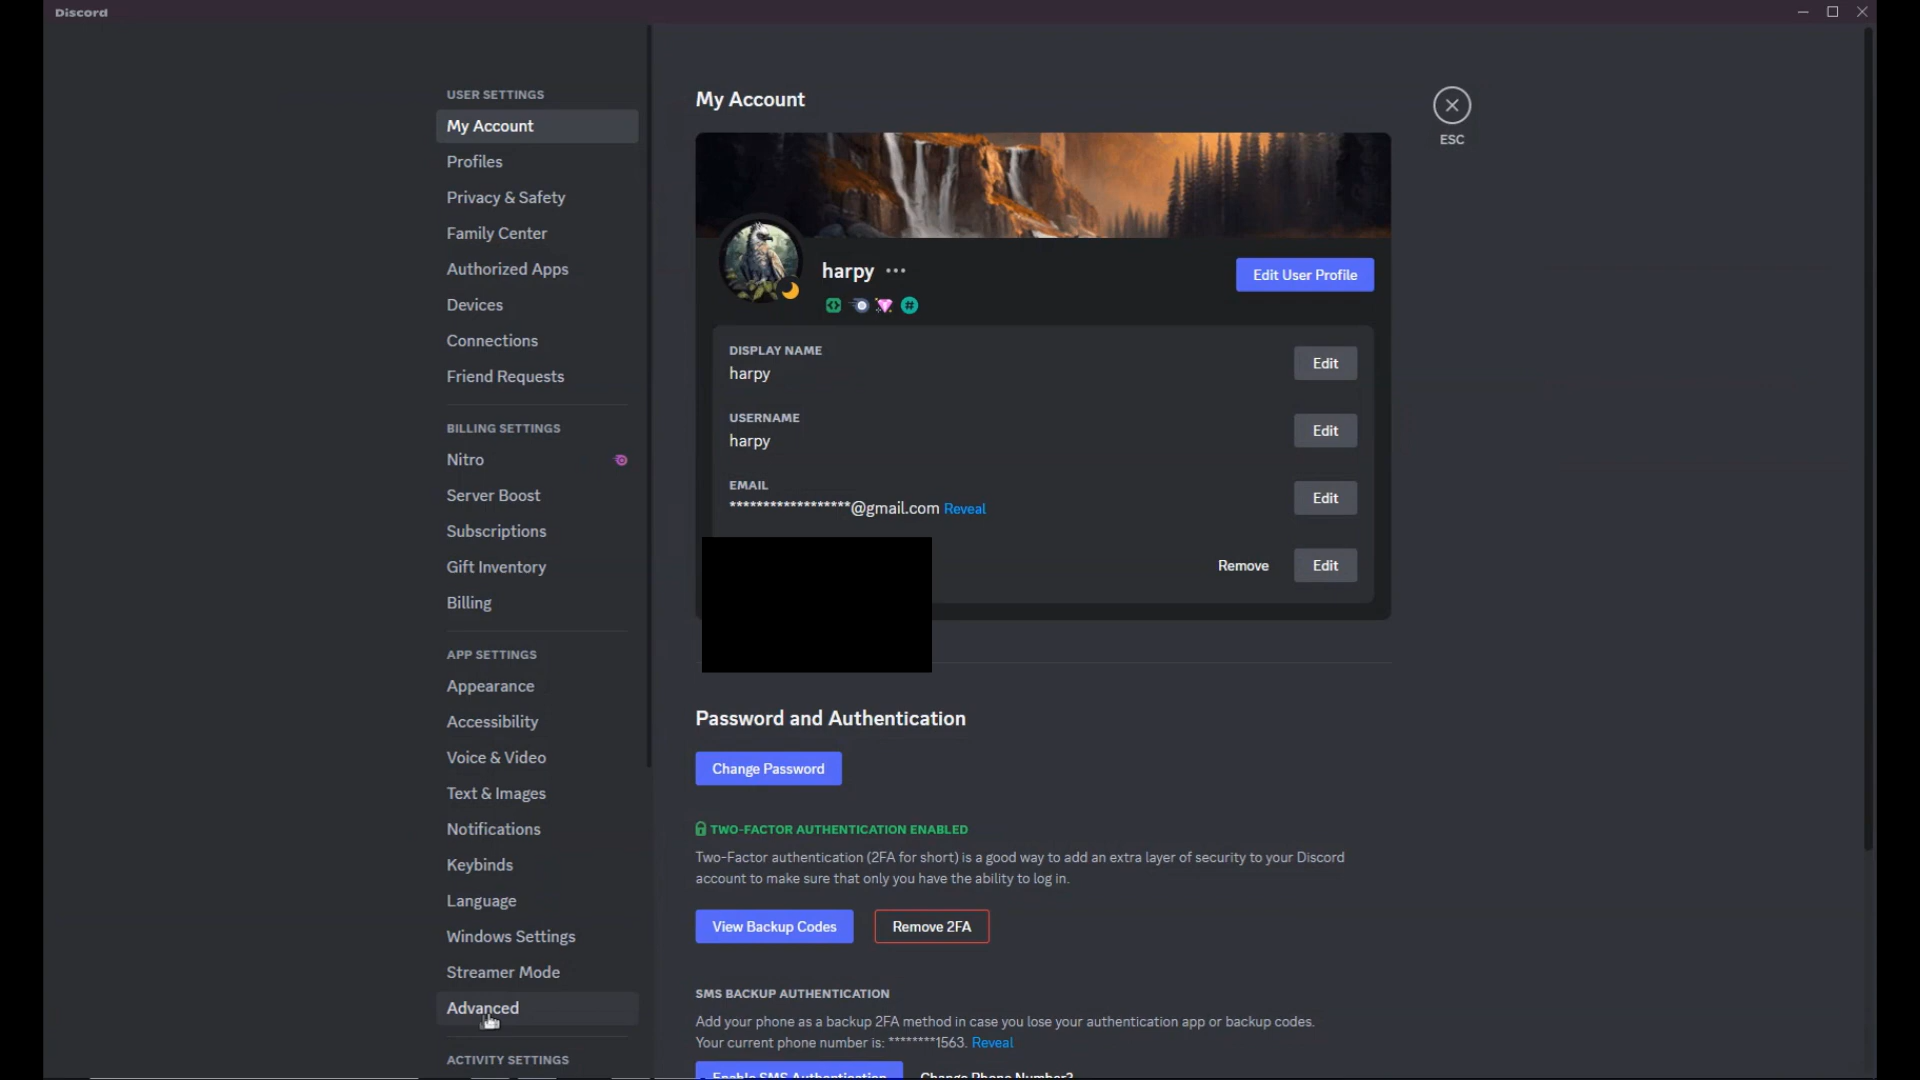 Discord
USER SETTINGS
My Account
Profiles
Privacy & Safety
Family Center
Authorized Apps
Devices
Connections
Friend Requests
BILLING SETTINGS
Nitro
Server Boost
Subscriptions
Gift Inventory
Billing
APP SETTINGS
Appearance
Accessibility
Voice & Video
Text & Images
Notifications
Keybinds
Language
Windows Settings
Streamer Mode
Advanced
ACTIVITY SETTINGS
My Account
ESC
harpy
Edit User Profile
DISPLAY NAME
harpy
Edit
USERNAME
harpy
Edit
EMAIL
******************@gmail.com Reveal
Edit
Remove
Edit
Password and Authentication
Change Password
TWO-FACTOR AUTHENTICATION ENABLED
Two-Factor authentication (2FA for short) is a good way to add an extra layer of security to your Discord
account to make sure that only you have the ability to log in.
View Backup Codes
Remove 2FA
SMS BACKUP AUTHENTICATION
Add your phone as a backup 2FA method in case you lose your authentication app or backup codes.
Your current phone number is: ********1563. Reveal
Enable SMS Authentication
Change Phone Number?